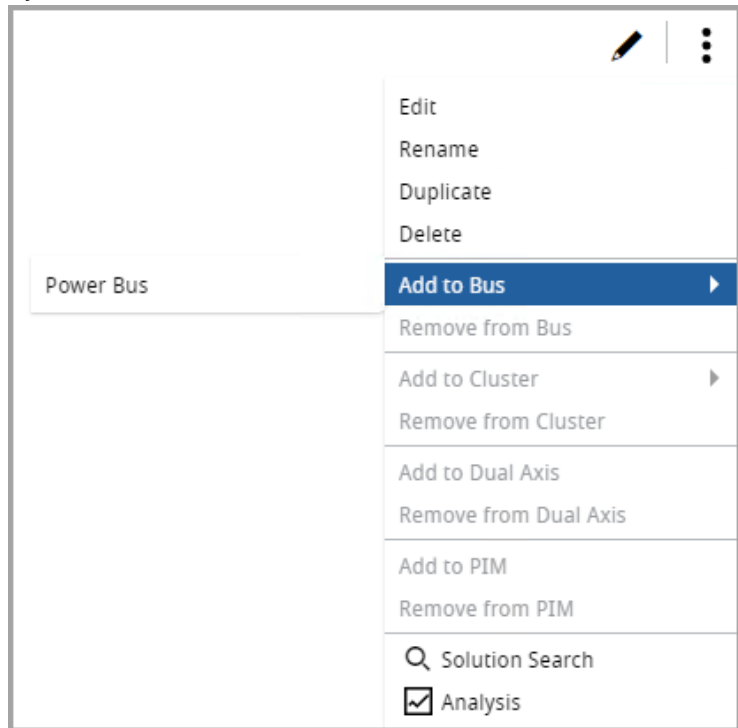 Edit
Rename
Duplicate
Delete
Power Bus
Add to Bus
Remove from Bus
Add to Cluster
Remove from Cluster
Add to Dual Axis
Remove from Dual Axis
Add to PIM
Remove from PIM
Solution Search
Analysis